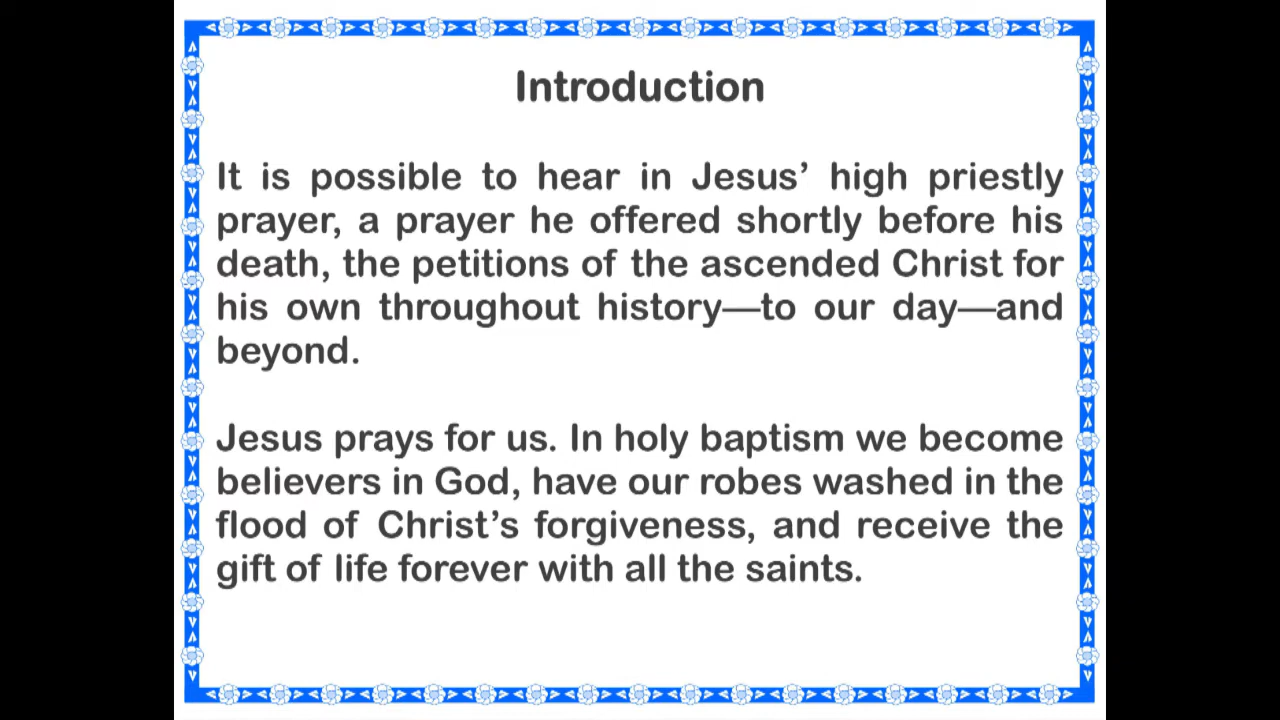 Introduction
It is possible to hear in Jesus’ high priestly
prayer, a prayer he offered shortly before his
death, the petitions of the ascended Christ for
his own throughout history—to our day—and
beyond.
Jesus prays for us. In holy baptism we become
believers in God, have our robes washed in the
flood of Christ’s forgiveness, and receive the
gift of life forever with all the saints.